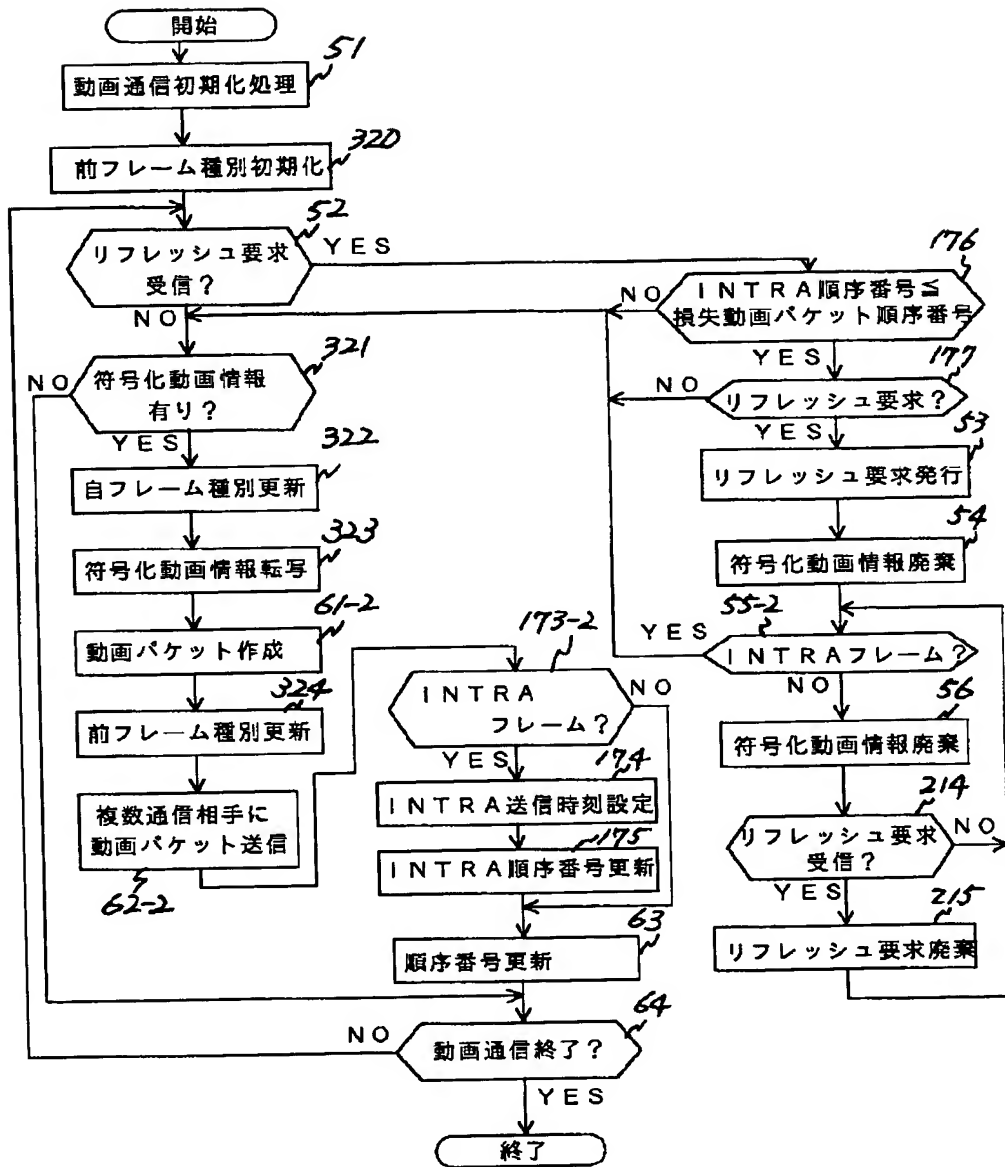 開始
51
動画通信初期化処理
320
前フレーム種別初期化
52
リフレッシュ要求
受信?
YES
NO
176
INTRA順序番号≦
損失動画パケット順序番号
NO
YES
177
リフレッシュ要求?
NO
YES
53
リフレッシュ要求発行
54
符号化動画情報廃棄
55-2
INTRAフレーム?
YES
NO
56
符号化動画情報廃棄
214
リフレッシュ要求
受信?
NO
YES
215
リフレッシュ要求廃棄
321
符号化動画情報
有り?
NO
YES
322
自フレーム種別更新
323
符号化動画情報転写
61-2
動画パケット作成
324
前フレーム種別更新
複数通信相手に
動画パケット送信
62-2
173-2
INTRA
フレーム?
NO
YES
174
INTRA送信時刻設定
175
INTRA順序番号更新
63
順序番号更新
64
動画通信終了?
NO
YES
終了